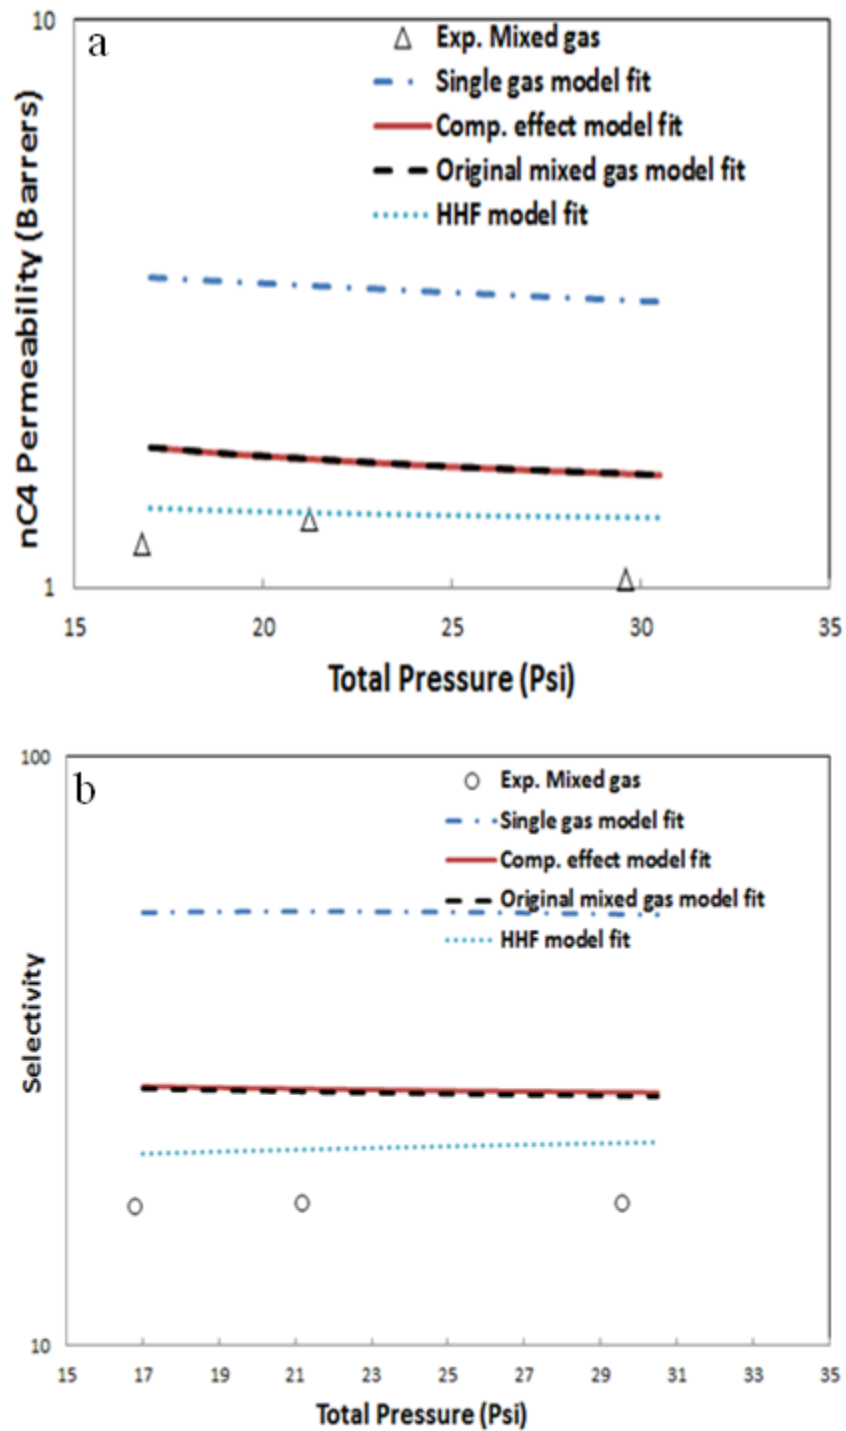 10
a
Exp. Mixed gas
Single gas model fit
Comp. effect model fit
Original mixed gas model fit
HHF model fit
nC4 Permeability (Barrers)
1
15 20 25 30 35
Total Pressure (Psi)
100
b
Exp. Mixed gas
Single gas model fit
Comp. effect model fit
Original mixed gas model fit
HHF model fit
Selectivity
10
15 17 19 21 23 25 27 29 31 33 35
Total Pressure (Psi)